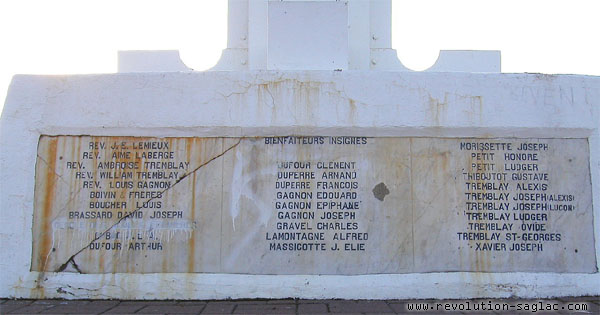 BIENFAITEURS INSIGNES
REV. J. E. LEMIEUX
REV. AIME LABERGE
REV. AMBROISE TREMBLAY
REV. WILLIAM TREMBLAY
REV. LOUIS GAGNON
BOIVIN & FRERES
BOUCHER LOUIS
BRASSARD DAVID JOSEPH
DUFOUR ARTHUR
DUFOUR CLEMENT
DUPERRE ARMAND
DUPERRE FRANCOIS
GAGNON EDOUARD
GAGNON EPIPHANE
GAGNON JOSEPH
GRAVEL CHARLES
LAMONTAGNE ALFRED
MASSICOTTE J. ELIE
MORISSETTE JOSEPH
PETIT HONORE
PETIT LUDGER
THIBOUTOT GUSTAVE
TREMBLAY ALEXIS
TREMBLAY JOSEPH (ALEXIS)
TREMBLAY JOSEPH (LUCON)
TREMBLAY LUDGER
TREMBLAY OVIDE
TREMBLAY ST-GEORGES
XAVIER JOSEPH
www.revolution-saglac.com